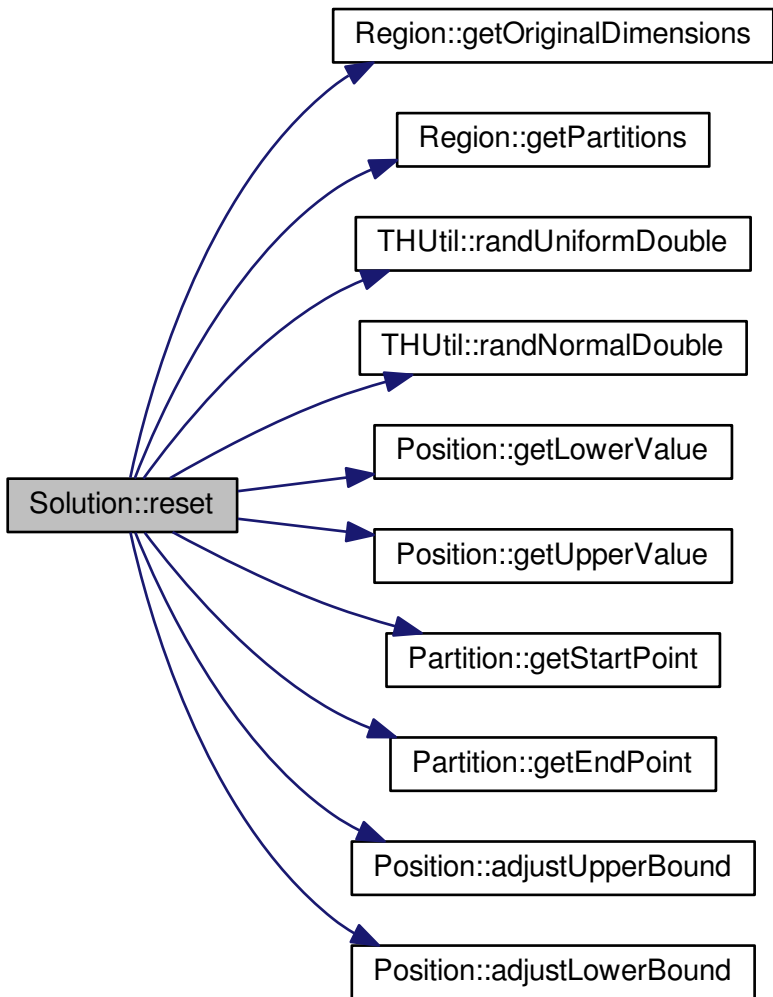 Region::getOriginalDimensions
Region::getPartitions
THUtil::randUniformDouble
THUtil::randNormalDouble
Position::getLowerValue
Solution::reset
Position::getUpperValue
Partition::getStartPoint
Partition::getEndPoint
Position::adjustUpperBound
Position::adjustLowerBound